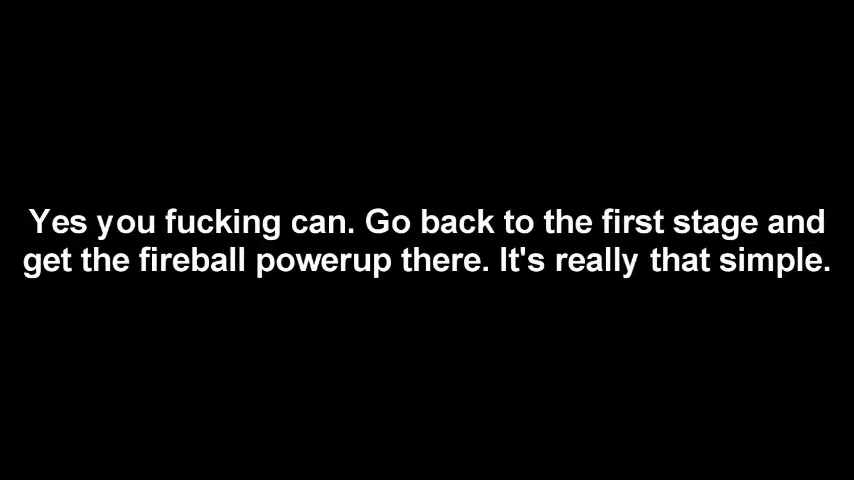 Yes you fucking can. Go back to the first stage and
get the fireball powerup there. It's really that simple.